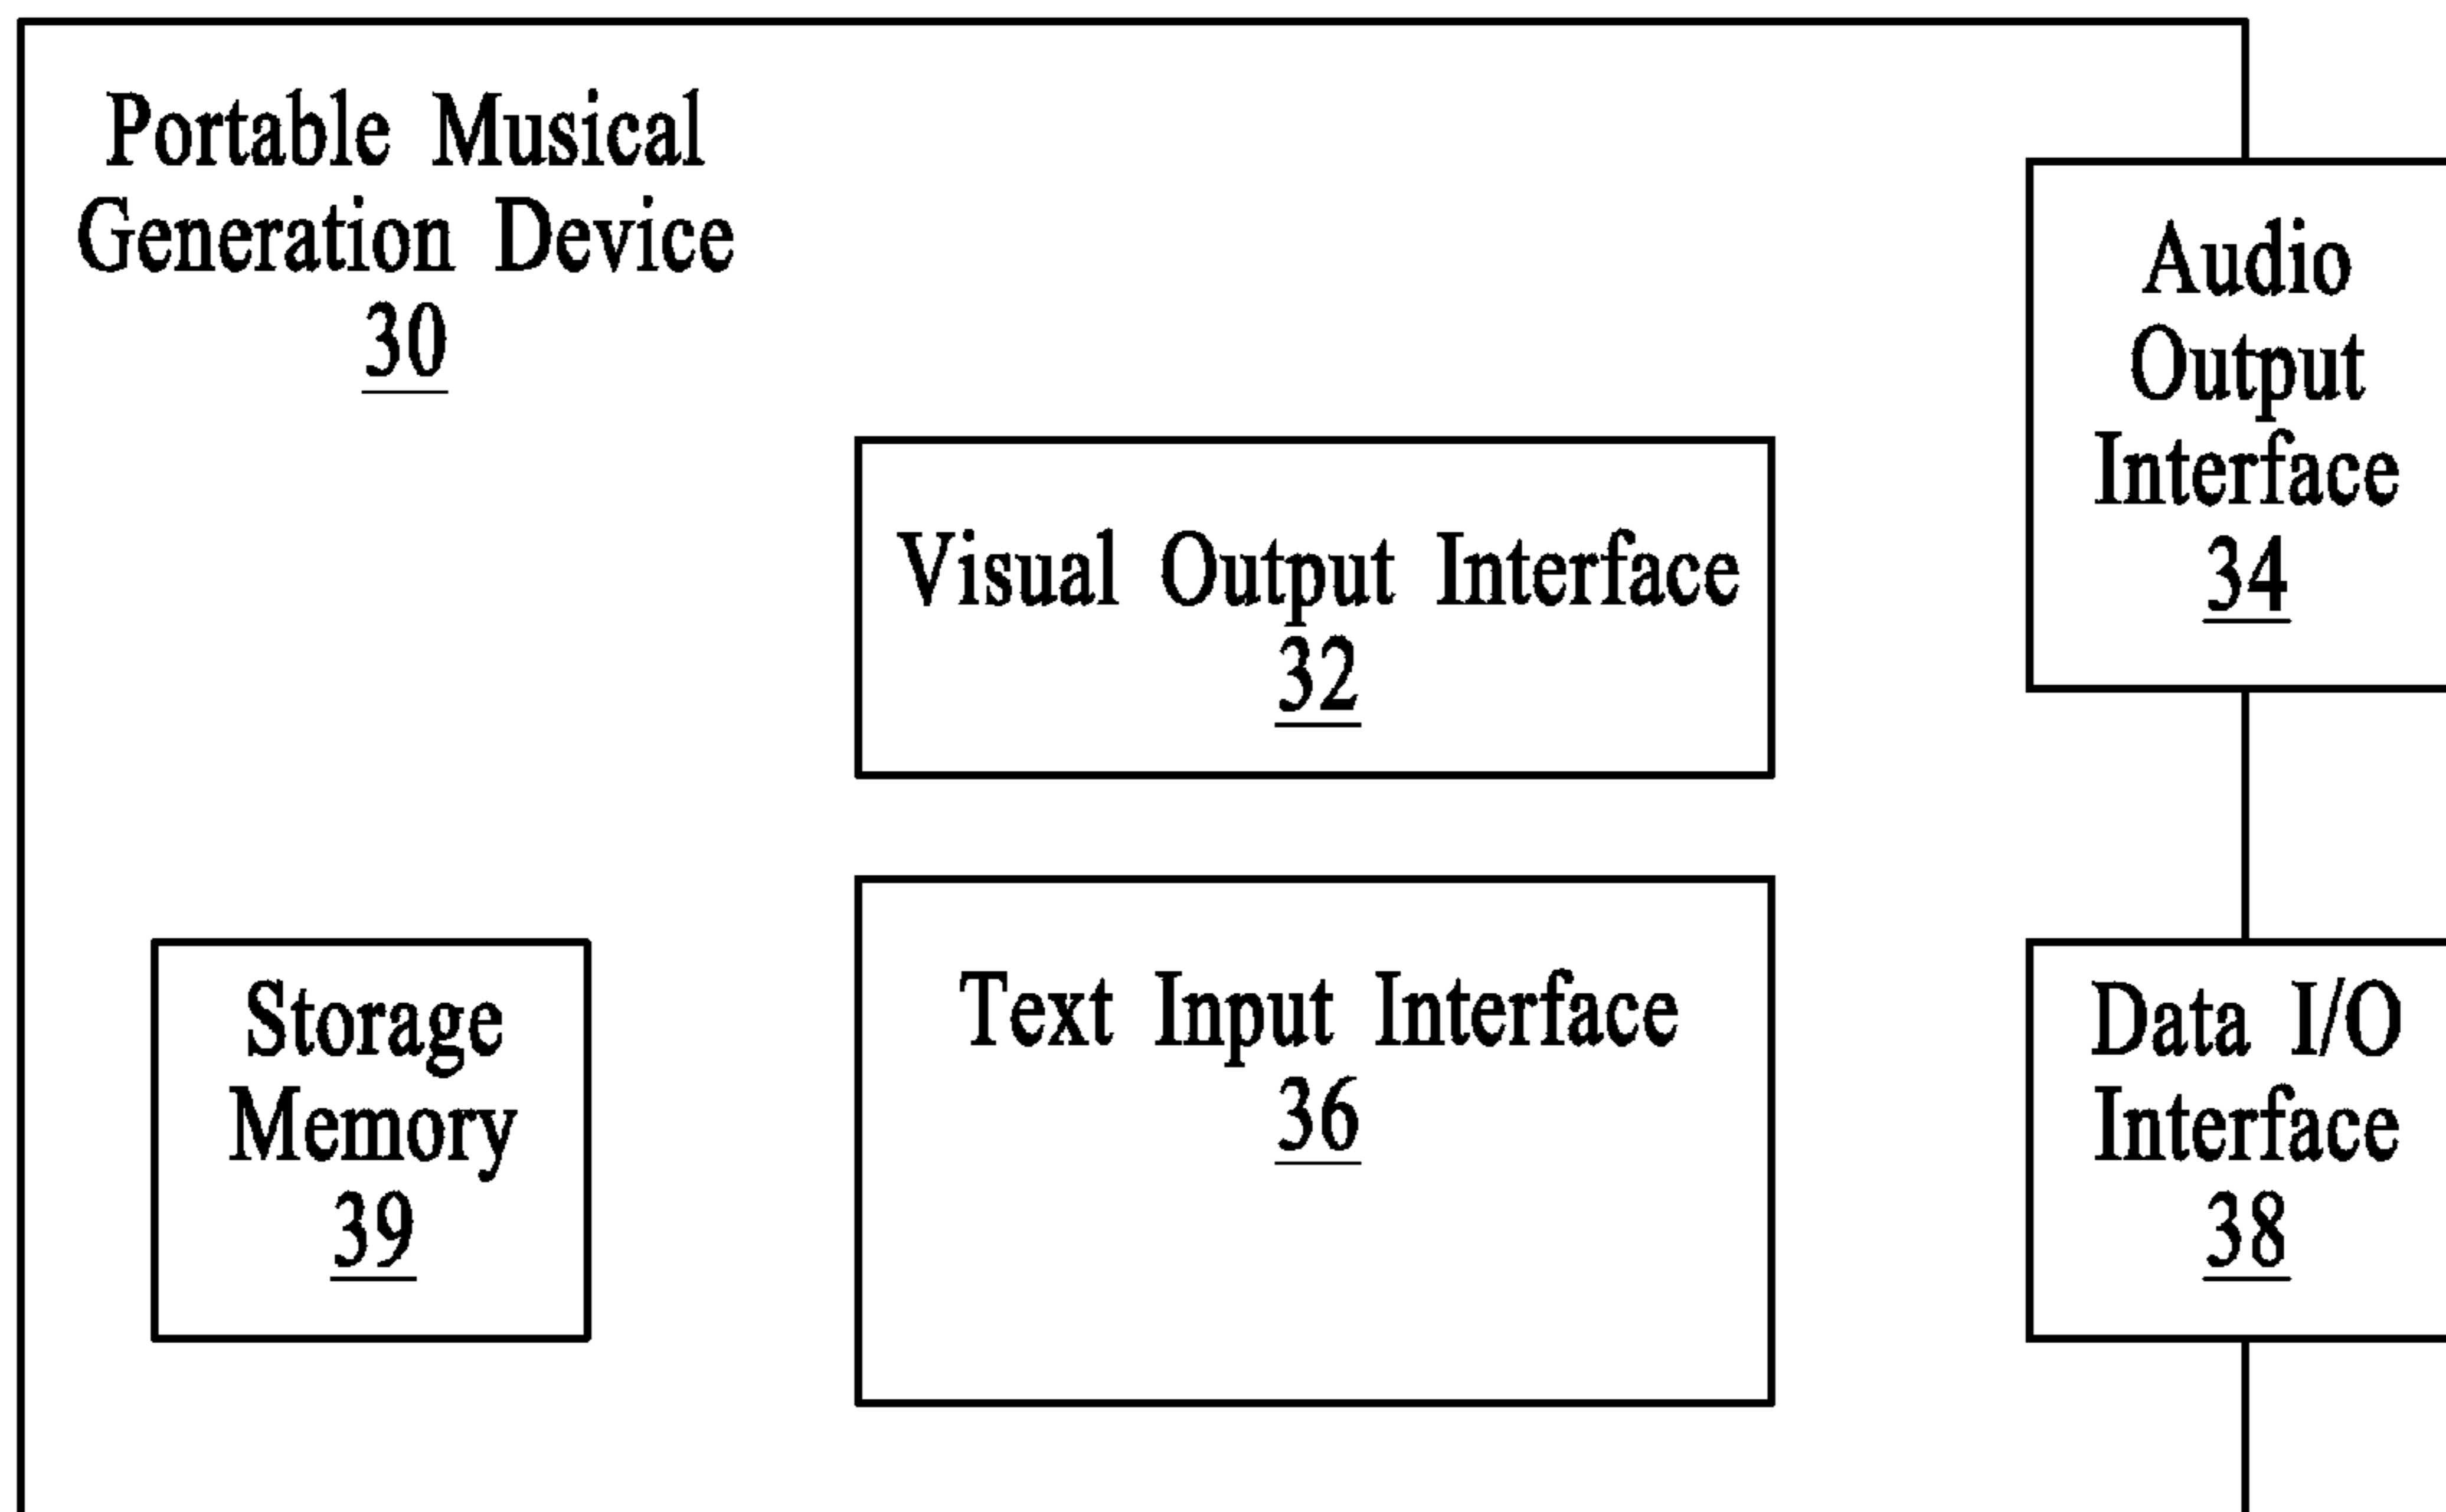 Portable Musical
Generation Device
30
Audio
Output
Interface
34
Visual Output Interface
32
Storage
Memory
39
Text Input Interface
36
Data I/O
Interface
38